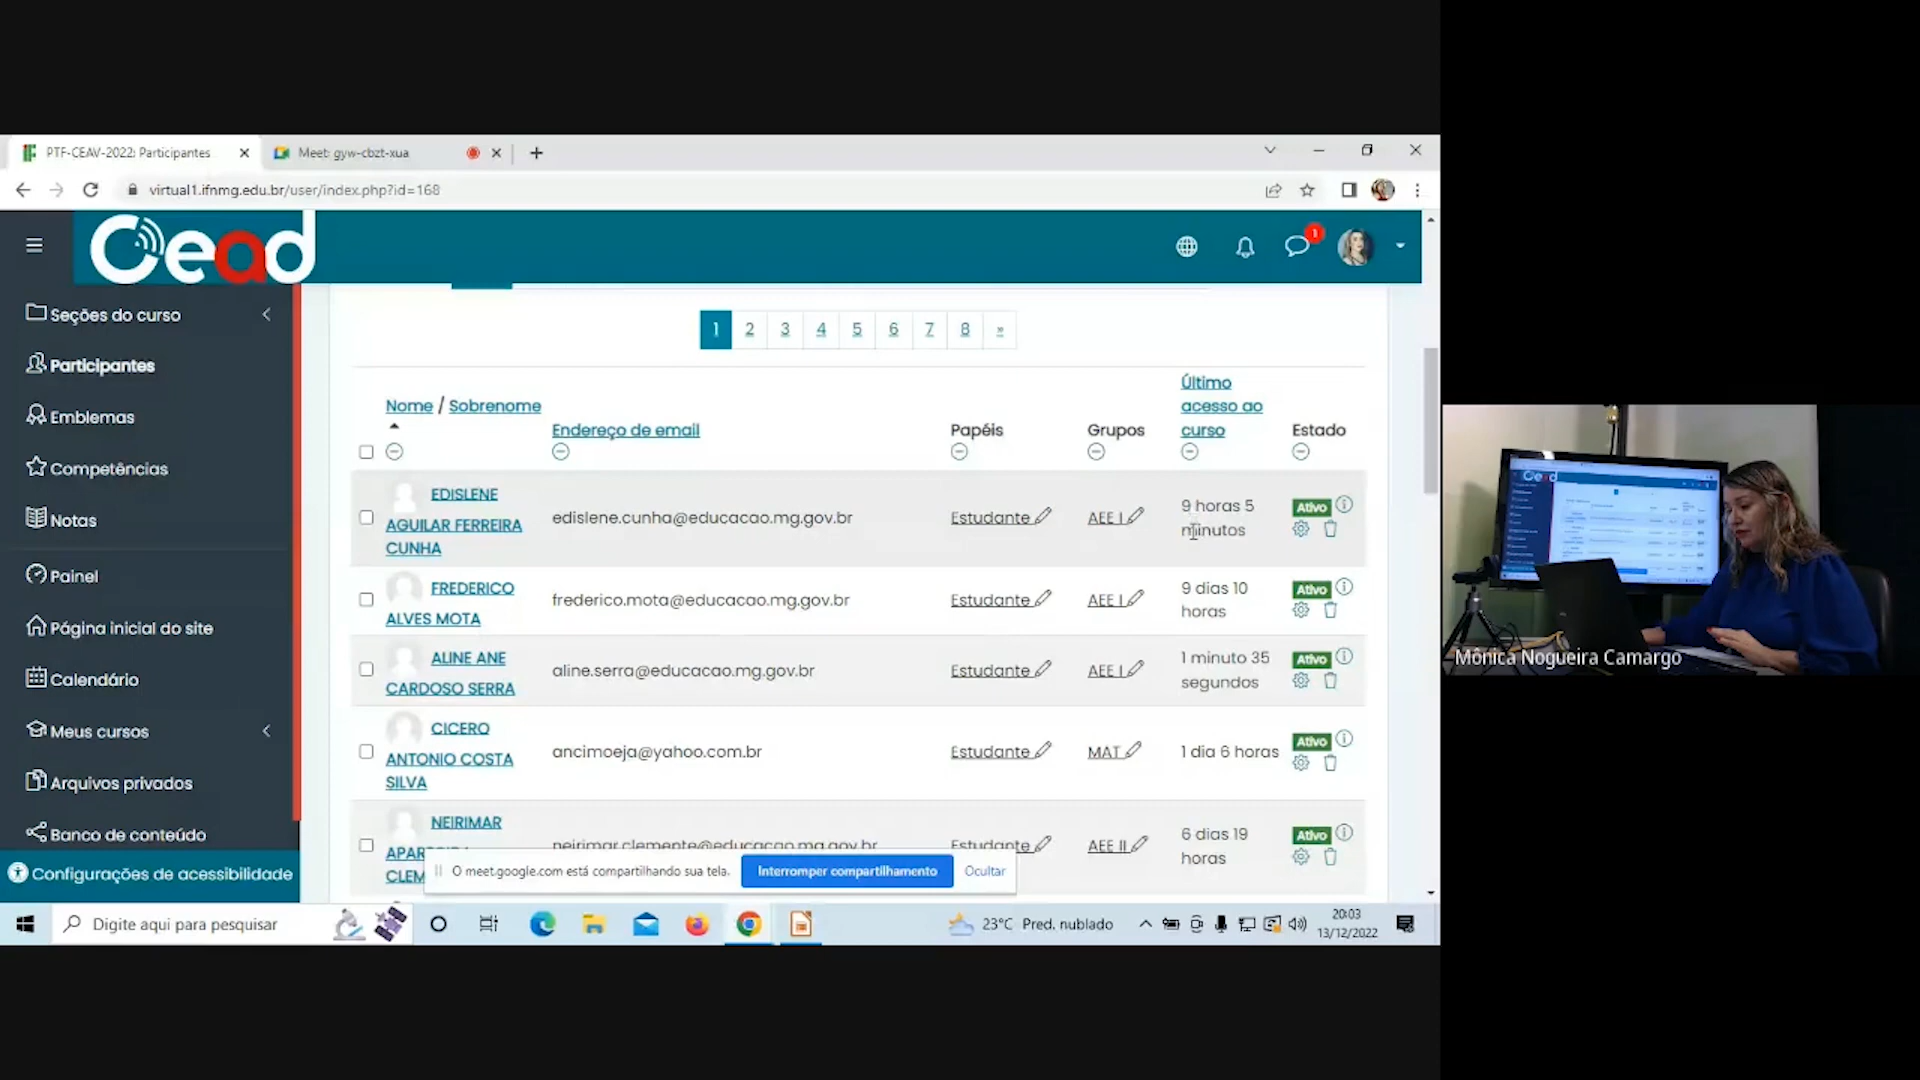 PTF-CEAV-2022: Participantes
Meet: gyw-cbzt-xua
virtual1.ifnmg.edu.br/user/index.php?id=168
Cead
1
Seções do curso
Participantes
Emblemas
Competências
Notas
Painel
Página inicial do site
Calendário
Meus cursos
Arquivos privados
Banco de conteúdo
Configurações de acessibilidade
1 2 3 4 5 6 7 8 »
Nome / Sobrenome
Endereço de email
Papéis
Grupos
Último
acesso ao
curso
Estado
EDISLENE
AGUILAR FERREIRA
CUNHA
edislene.cunha@educacao.mg.gov.br
Estudante
AEE I
9 horas 5
minutos
Ativo
FREDERICO
ALVES MOTA
frederico.mota@educacao.mg.gov.br
Estudante
AEE I
9 dias 10
horas
Ativo
ALINE ANE
CARDOSO SERRA
aline.serra@educacao.mg.gov.br
Estudante
AEE I
1 minuto 35
segundos
Ativo
CICERO
ANTONIO COSTA
SILVA
ancimoeja@yahoo.com.br
Estudante
MAT
1 dia 6 horas
Ativo
NEIRIMAR
neirimar.clemente@educacao.mg.gov.br
Estudante
AEE II
6 dias 19
horas
Ativo
O meet.google.com está compartilhando sua tela.
Interromper compartilhamento
Ocultar
Digite aqui para pesquisar
23°C Pred. nublado
20:03
13/12/2022
Mônica Nogueira Camargo